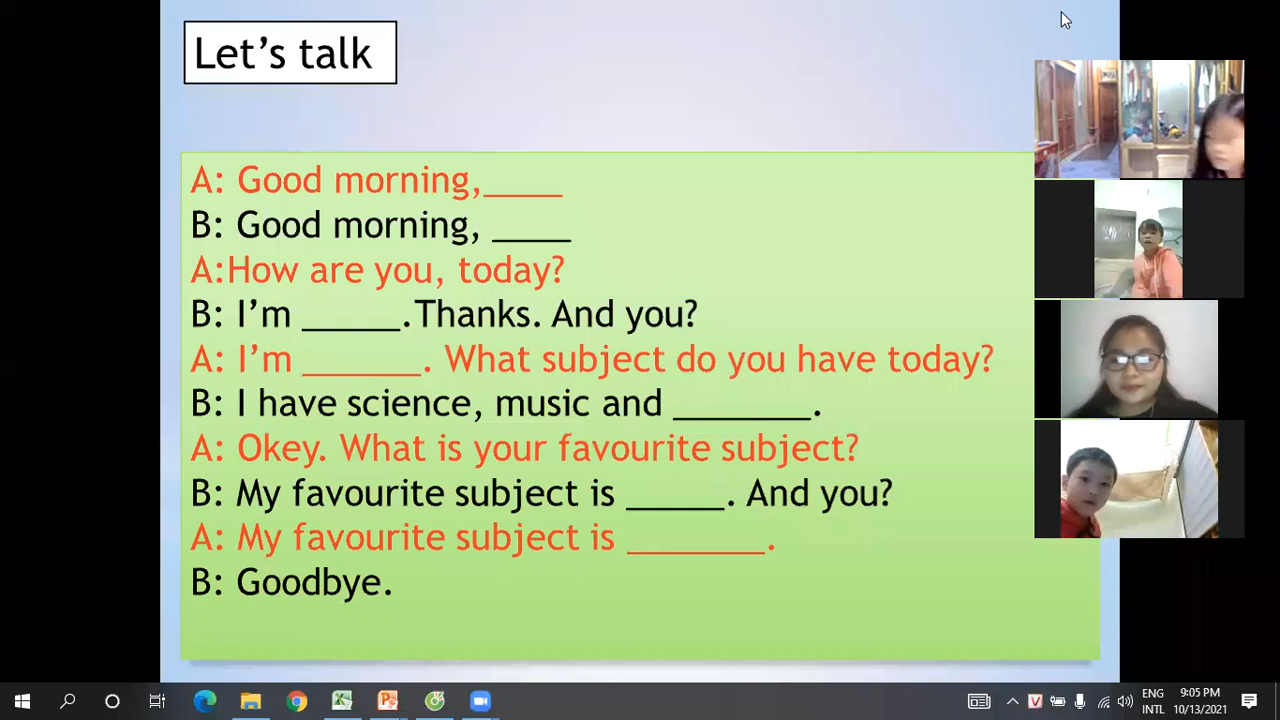 Let's talk
A: Good morning,_____
B: Good morning, _____
A:How are you, today?
B: I'm ______.Thanks. And you?
A: I'm _______. What subject do you have today?
B: I have science, music and ________.
A: Okey. What is your favourite subject?
B: My favourite subject is ______. And you?
A: My favourite subject is ________.
B: Goodbye.
ENG
INTL
9:05 PM
10/13/2021